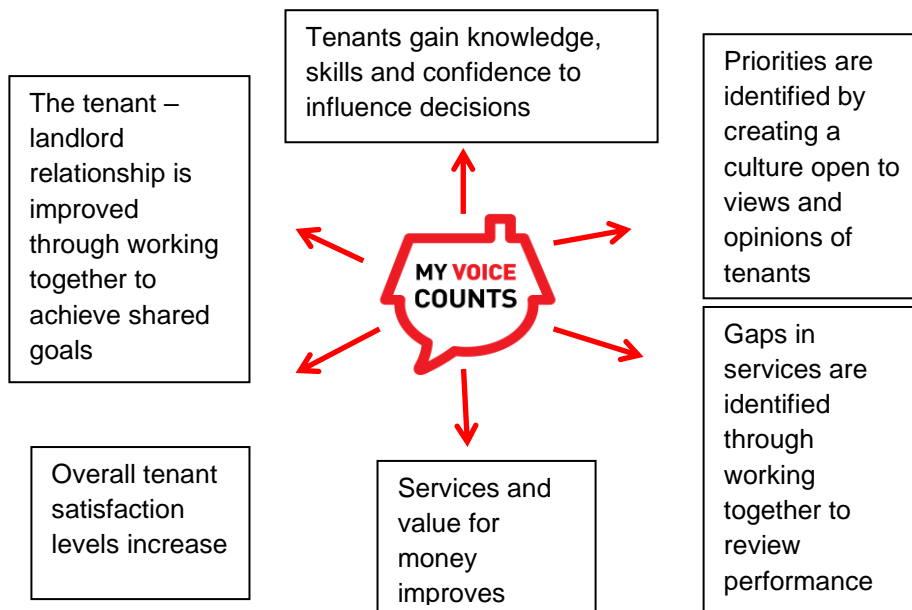 Tenants gain knowledge,
skills and confidence to
influence decisions
The tenant –
landlord
relationship is
improved
through working
together to
achieve shared
goals
Priorities are
identified by
creating a
culture open to
views and
opinions of
tenants
MY VOICE
COUNTS
Overall tenant
satisfaction
levels increase
Services and
value for
money
improves
Gaps in
services are
identified
through
working
together to
review
performance